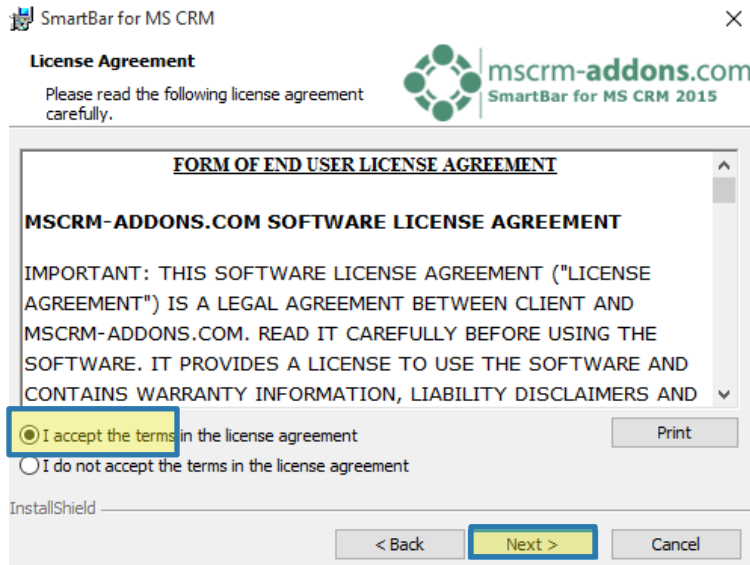 SmartBar for MS CRM
License Agreement
Please read the following license agreement
carefully.
mscrm-addons.com
SmartBar for MS CRM 2015
FORM OF END USER LICENSE AGREEMENT
MSCRM-ADDONS.COM SOFTWARE LICENSE AGREEMENT
IMPORTANT: THIS SOFTWARE LICENSE AGREEMENT ("LICENSE
AGREEMENT") IS A LEGAL AGREEMENT BETWEEN CLIENT AND
MSCRM-ADDONS.COM. READ IT CAREFULLY BEFORE USING THE
SOFTWARE. IT PROVIDES A LICENSE TO USE THE SOFTWARE AND
CONTAINS WARRANTY INFORMATION, LIABILITY DISCLAIMERS AND
I accept the terms in the license agreement
Print
I do not accept the terms in the license agreement
InstallShield
< Back Next > Cancel